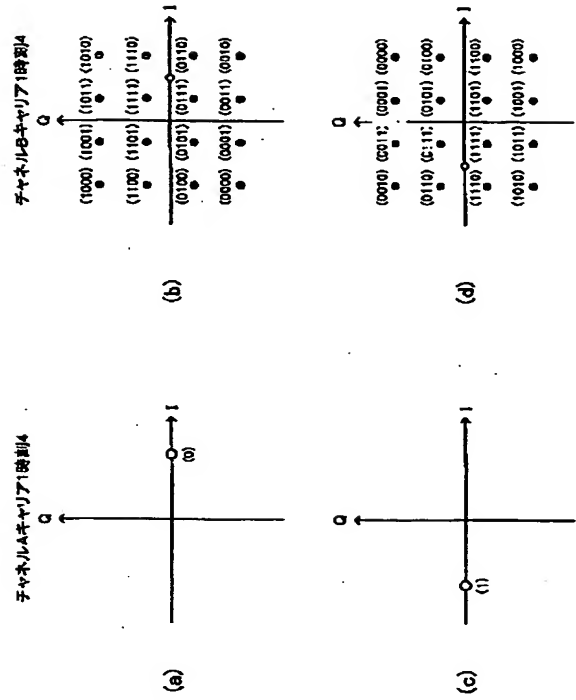 チャネルAキャリア1時刻4
(a)
Q
I
(0)
チャネルBキャリア1時刻4
(b)
Q
I
(1000) (1001) (1011) (1010)
(1100) (1101) (1111) (1110)
(0100) (0101) (0111) (0110)
(0000) (0001) (0011) (0010)
(c)
Q
I
(1)
(d)
Q
I
(0010) (0011) (0001) (0000)
(0110) (0111) (0101) (0100)
(1110) (1111) (1101) (1100)
(1010) (1011) (1001) (1000)